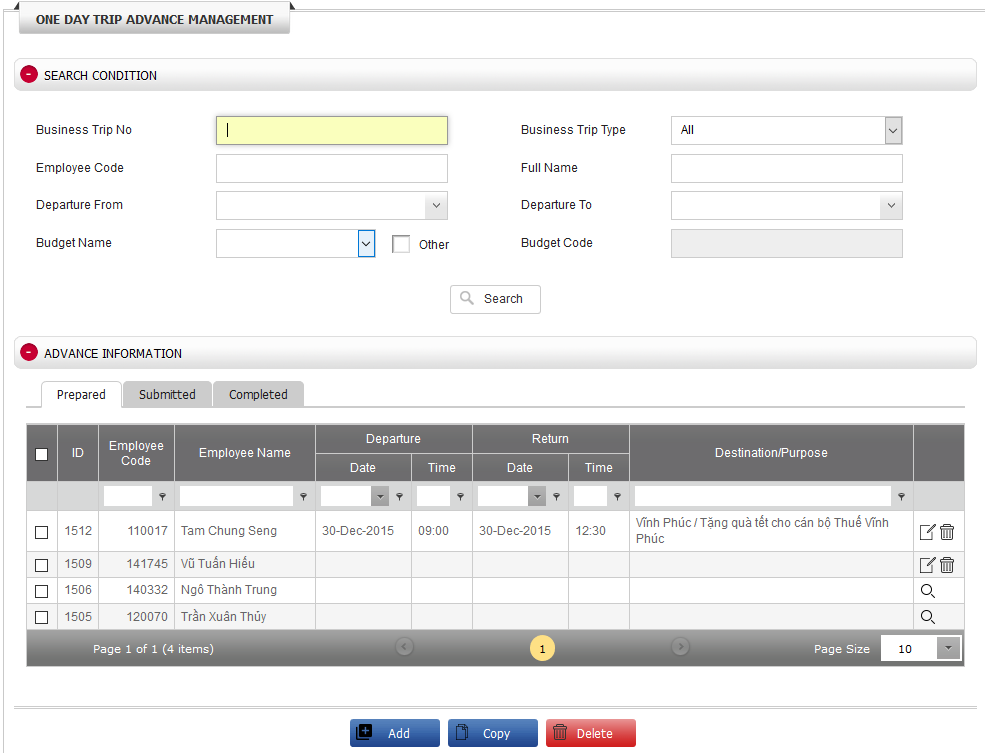 ONE DAY TRIP ADVANCE MANAGEMENT
SEARCH CONDITION
Business Trip No
Business Trip Type All
Employee Code
Full Name
Departure From
Departure To
Budget Name
Other
Budget Code
Search
ADVANCE INFORMATION
Prepared Submitted Completed
ID Employee Code Employee Name Departure Return Destination/Purpose
Date Time Date Time
1512 110017 Tam Chung Seng 30-Dec-2015 09:00 30-Dec-2015 12:30 Vĩnh Phúc / Tặng quà tết cho cán bộ Thuế Vĩnh
Phúc
1509 141745 Vũ Tuấn Hiếu
1506 140332 Ngô Thành Trung
1505 120070 Trần Xuân Thúy
Page 1 of 1 (4 items) 1 Page Size 10
Add Copy Delete